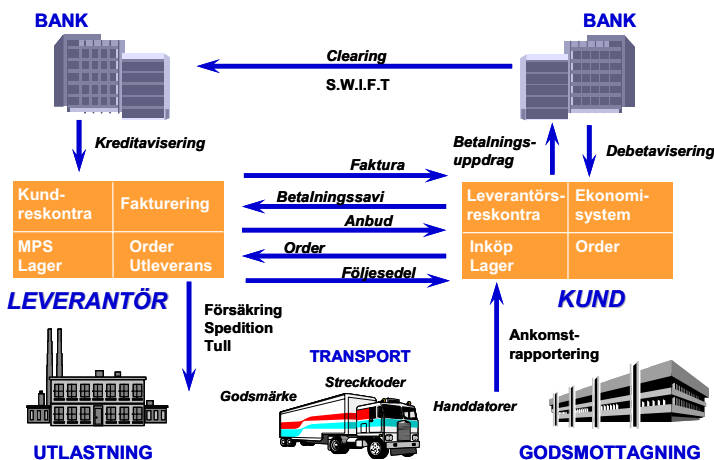 BANK
BANK
Clearing
S.W.I.F.T
Kreditavisering
Betalnings-
uppdrag
Debetavisering
Faktura
Betalningssavi
Anbud
Order
Följesedel
Kund-
reskontra
Fakturering
MPS
Lager
Order
Utleverans
Leverantörs-
reskontra
Ekonomi-
system
Inköp
Lager
Order
LEVERANTÖR
KUND
Försäkring
Spedition
Tull
Ankomst-
rapportering
TRANSPORT
Streckkoder
Godsmärke
Handdatorer
UTLASTNING
GODSMOTTAGNING